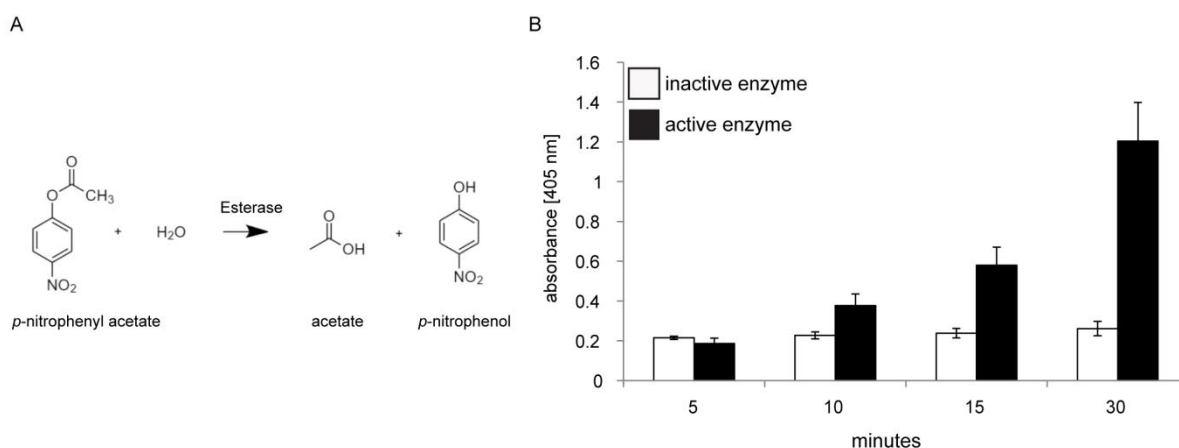 A
B
O
O
CH₃
NO₂
p-nitrophenyl acetate
+
H₂O
Esterase
O
OH
acetate
+
OH
NO₂
p-nitrophenol
absorbance [405 nm]
1.6
1.4
1.2
1
0.8
0.6
0.4
0.2
0
inactive enzyme
active enzyme
5 10 15 30
minutes